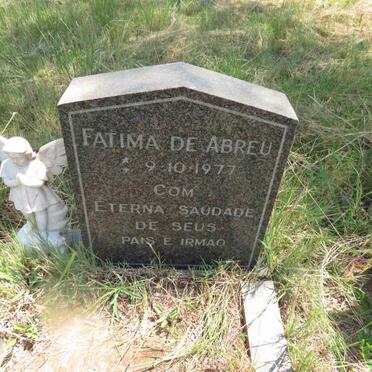 FATIMA DE ABREU
9·10·1977
COM
ETERNA SAUDADE
DE SEUS
PAIS E IRMAO